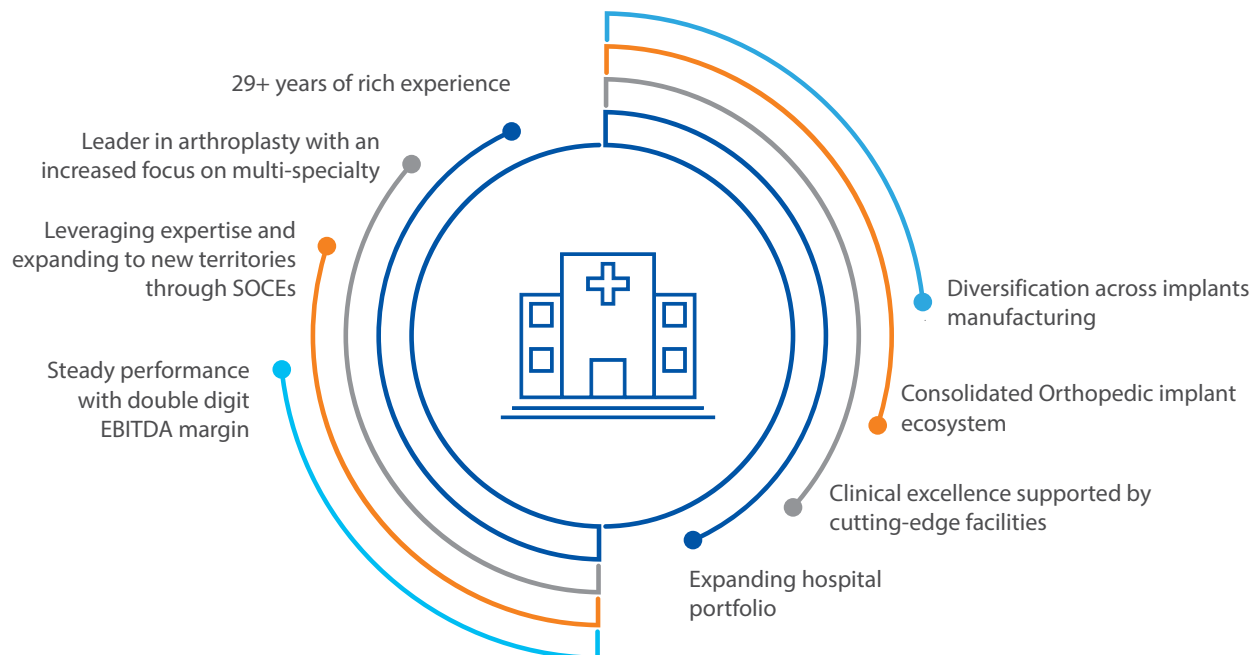 29+ years of rich experience
Leader in arthroplasty with an
increased focus on multi-specialty
Leveraging expertise and
expanding to new territories
through SOCEs
Steady performance
with double digit
EBITDA margin
Diversification across implants
manufacturing
Consolidated Orthopedic implant
ecosystem
Clinical excellence supported by
cutting-edge facilities
Expanding hospital
portfolio